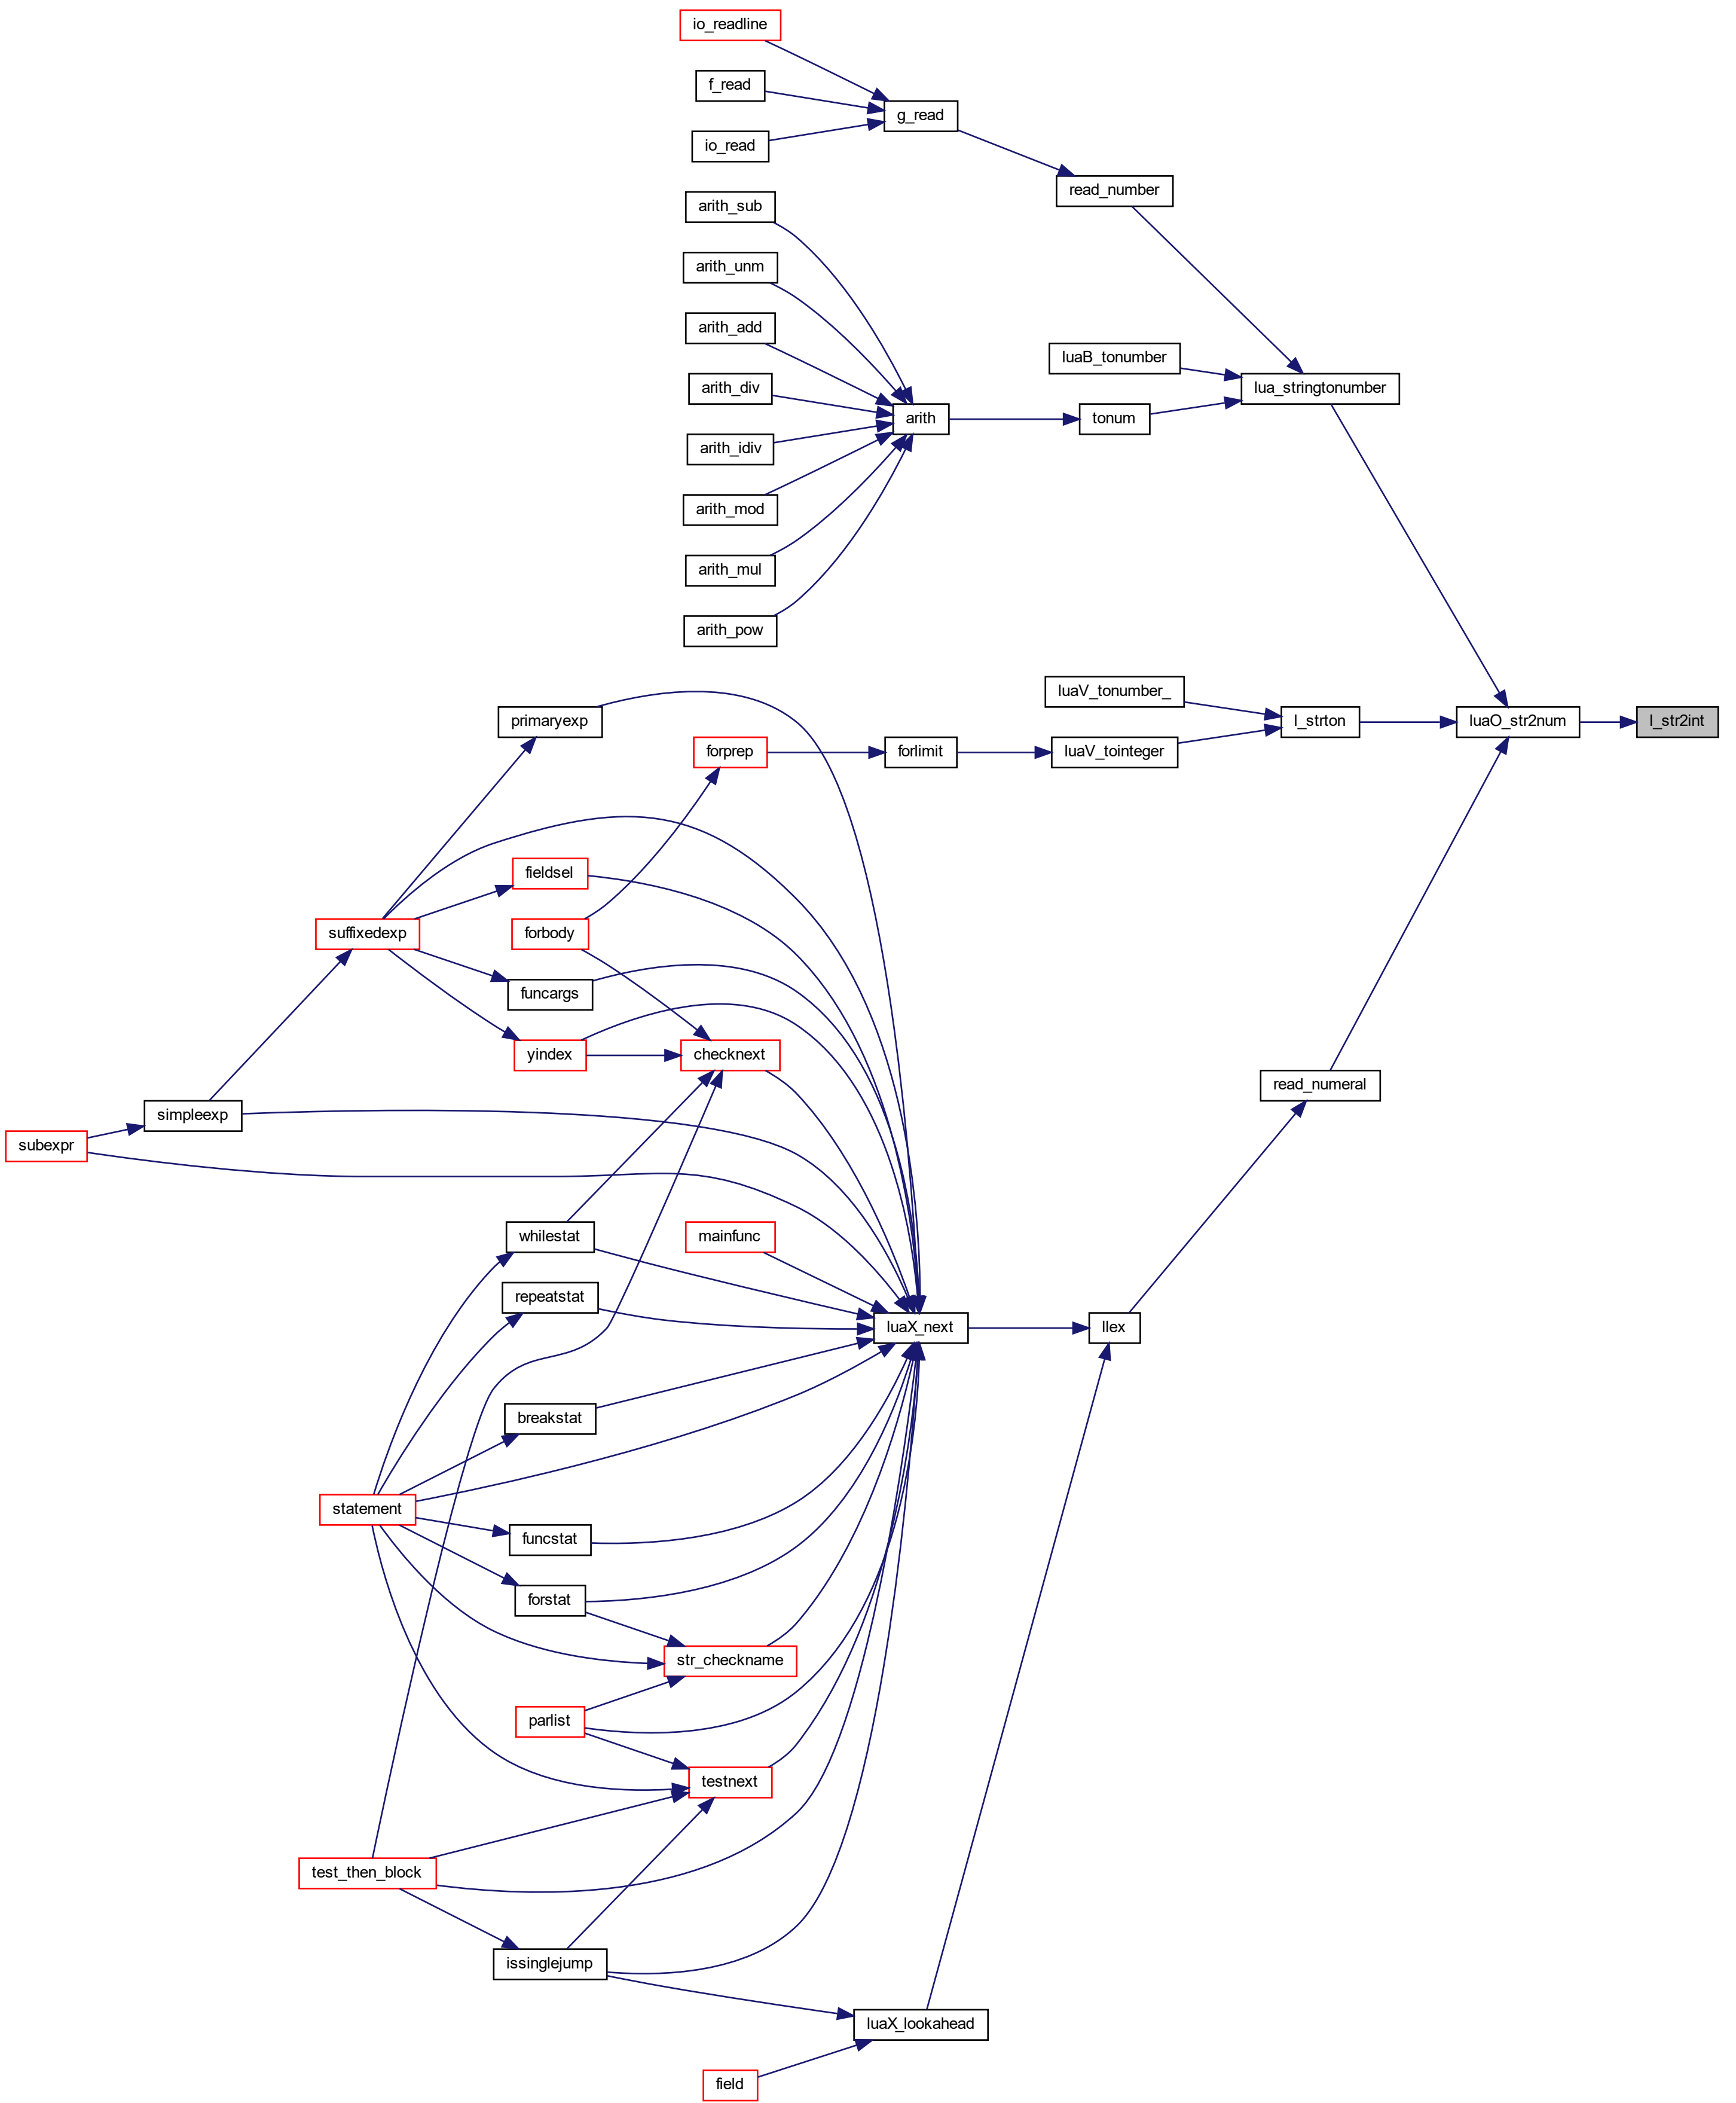 io_readline
f_read
g_read
io_read
read_number
arith_sub
arith_unm
arith_add
luaB_tonumber
arith_div
lua_stringtonumber
arith
tonum
arith_idiv
arith_mod
arith_mul
arith_pow
luaV_tonumber_
primaryexp
l_strton
luaO_str2num
l_str2int
forprep
forlimit
luaV_tointeger
fieldsel
suffixedexp
forbody
funcargs
yindex
checknext
read_numeral
simpleexp
subexpr
whilestat
mainfunc
repeatstat
luaX_next
llex
breakstat
statement
funcstat
forstat
str_checkname
parlist
testnext
test_then_block
issinglejump
luaX_lookahead
field